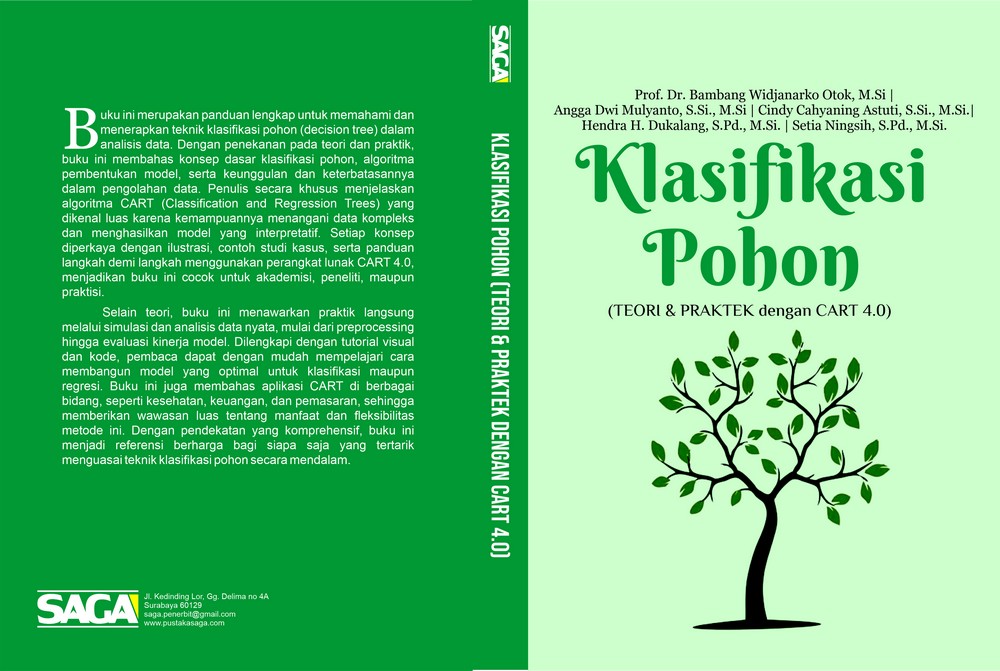 Buku ini merupakan panduan lengkap untuk memahami dan
menerapkan teknik klasifikasi pohon (decision tree) dalam
analisis data. Dengan penekanan pada teori dan praktik,
buku ini membahas konsep dasar klasifikasi pohon, algoritma
pembentukan model, serta keunggulan dan keterbatasannya
dalam pengolahan data. Penulis secara khusus menjelaskan
algoritma CART (Classification and Regression Trees) yang
dikenal luas karena kemampuannya menangani data kompleks
dan menghasilkan model yang interpretatif. Setiap konsep
diperkaya dengan ilustrasi, contoh studi kasus, serta panduan
langkah demi langkah menggunakan perangkat lunak CART 4.0,
menjadikan buku ini cocok untuk akademisi, peneliti, maupun
praktisi.
Selain teori, buku ini menawarkan praktik langsung
melalui simulasi dan analisis data nyata, mulai dari preprocessing
hingga evaluasi kinerja model. Dilengkapi dengan tutorial visual
dan kode, pembaca dapat dengan mudah mempelajari cara
membangun model yang optimal untuk klasifikasi maupun
regresi. Buku ini juga membahas aplikasi CART di berbagai
bidang, seperti kesehatan, keuangan, dan pemasaran, sehingga
memberikan wawasan luas tentang manfaat dan fleksibilitas
metode ini. Dengan pendekatan yang komprehensif, buku ini
menjadi referensi berharga bagi siapa saja yang tertarik
menguasai teknik klasifikasi pohon secara mendalam.
SAGA
Jl. Kedinding Lor, Gg. Delima no 4A
Surabaya 60129
saga.penerbit@gmail.com
www.pustakasaga.com
SAGA
KLASIFIKASI POHON (TEORI & PRAKTEK DENGAN CART 4.0)
Prof. Dr. Bambang Widjanarko Otok, M.Si |
Angga Dwi Mulyanto, S.Si., M.Si | Cindy Cahyaning Astuti, S.Si., M.Si.|
Hendra H. Dukalang, S.Pd., M.Si. | Setia Ningsih, S.Pd., M.Si.
Klasifikasi
Pohon
(TEORI & PRAKTEK dengan CART 4.0)